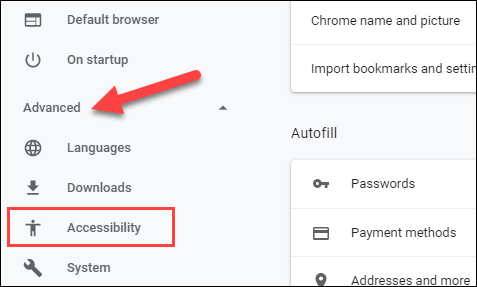 Default browser
On startup
Advanced
Languages
Downloads
Accessibility
System
Chrome name and picture
Import bookmarks and settin
Autofill
Passwords
Payment methods
Addresses and more